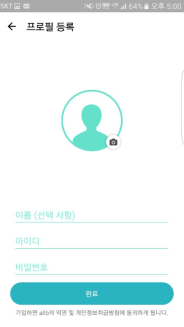 SKT 64% 오후 5:00
프로필 등록
이름 (선택 사항)
아이디
비밀번호
완료
가입하면 allb의 약관 및 개인정보취급방침에 동의하게 됩니다.